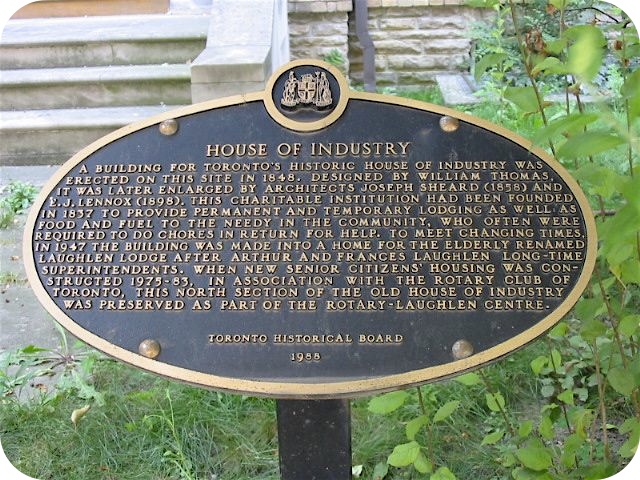 HOUSE OF INDUSTRY
A BUILDING FOR TORONTO'S HISTORIC HOUSE OF INDUSTRY WAS
ERECTED ON THIS SITE IN 1848, DESIGNED BY WILLIAM THOMAS,
IT WAS LATER ENLARGED BY ARCHITECTS JOSEPH SHEARD (1858) AND
E.J. LENNOX (1898). THIS CHARITABLE INSTITUTION HAD BEEN FOUNDED
IN 1837 TO PROVIDE PERMANENT AND TEMPORARY LODGING AS WELL AS
FOOD AND FUEL TO THE NEEDY IN THE COMMUNITY, WHO OFTEN WERE
REQUIRED TO DO CHORES IN RETURN FOR HELP. TO MEET CHANGING TIMES,
IN 1947 THE BUILDING WAS MADE INTO A HOME FOR THE ELDERLY RENAMED
LAUGHLEN LODGE AFTER ARTHUR AND FRANCES LAUGHLEN LONG-TIME
SUPERINTENDENTS. WHEN NEW SENIOR CITIZENS' HOUSING WAS CON-
STRUCTED 1975-83, IN ASSOCIATION WITH THE ROTARY CLUB OF
TORONTO, THIS NORTH SECTION OF THE OLD HOUSE OF INDUSTRY
WAS PRESERVED AS PART OF THE ROTARY-LAUGHLEN CENTRE.
TORONTO HISTORICAL BOARD
1988